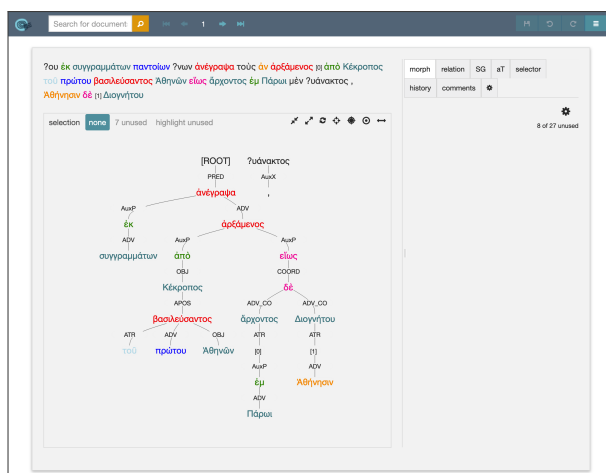 Search for document
1
?ου ἐκ συγγραμμάτων παντοίων ?νων ἀνέγραψα τοὺς ἀν ἀρξάμενος [0] ἀπὸ Κέκροπος
τοῦ πρώτου βασιλεύσαντος Ἀθηνῶν εἵως ἄρχοντος ἐμ Πάρωι μὲν ?υάνακτος ,
Ἀθήνησιν δὲ [1] Διογνήτου
selection none 7 unused highlight unused
[ROOT] ?υάνακτος
PRED AuxX
ἀνέγραψα ,
AuxP ADV
ἐκ ἀρξάμενος
ADV AuxP AuxP
συγγραμμάτων ἀπὸ εἵως
OBJ COORD
Κέκροπος δὲ
APOS ADV_CO ADV_CO
βασιλεύσαντος ἄρχοντος Διογνήτου
ATR ADV OBJ ATR ATR
τοῦ πρώτου Ἀθηνῶν [0] [1]
AuxP ADV
ἐμ Ἀθήνησιν
ADV
Πάρωι
morph relation SG aT selector
history comments
8 of 27 unused